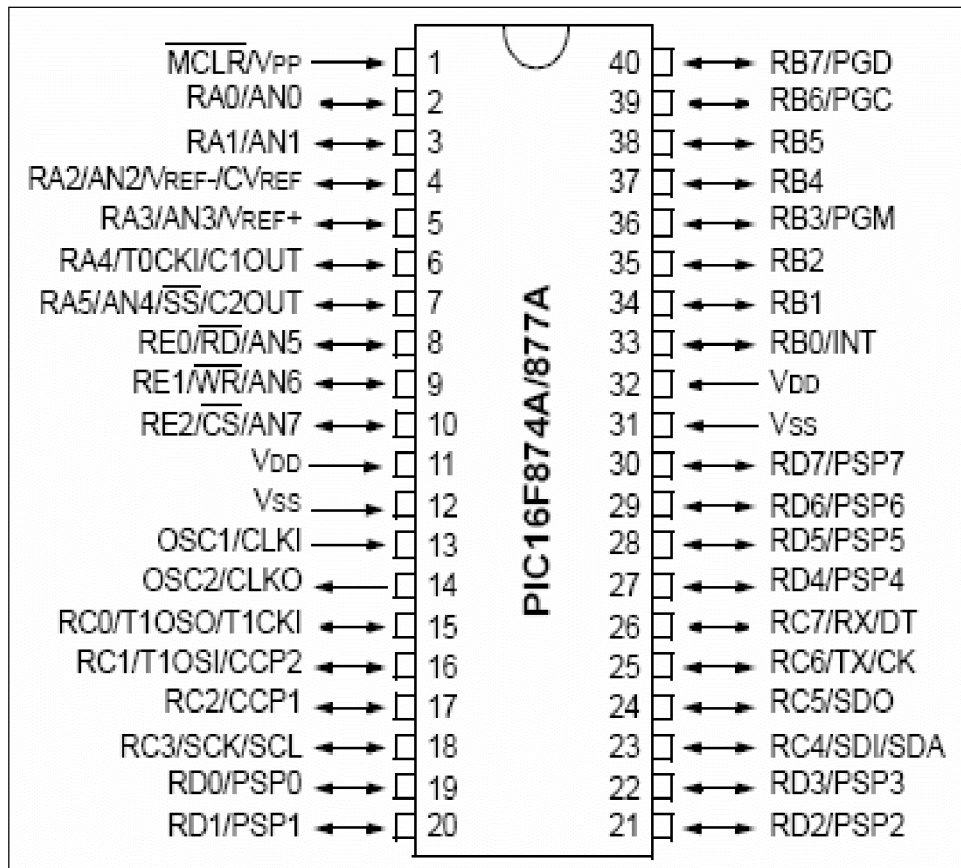 MCLR/VPP 1 40 RB7/PGD
RA0/AN0 2 39 RB6/PGC
RA1/AN1 3 38 RB5
RA2/AN2/VREF-/CVREF 4 37 RB4
RA3/AN3/VREF+ 5 36 RB3/PGM
RA4/T0CKI/C1OUT 6 35 RB2
RA5/AN4/SS/C2OUT 7 34 RB1
RE0/RD/AN5 8 33 RB0/INT
RE1/WR/AN6 9 32 VDD
RE2/CS/AN7 10 31 VSS
VDD 11 30 RD7/PSP7
VSS 12 29 RD6/PSP6
OSC1/CLKI 13 28 RD5/PSP5
OSC2/CLKO 14 27 RD4/PSP4
RC0/T1OSO/T1CKI 15 26 RC7/RX/DT
RC1/T1OSI/CCP2 16 25 RC6/TX/CK
RC2/CCP1 17 24 RC5/SDO
RC3/SCK/SCL 18 23 RC4/SDI/SDA
RD0/PSP0 19 22 RD3/PSP3
RD1/PSP1 20 21 RD2/PSP2
PIC16F874A/877A